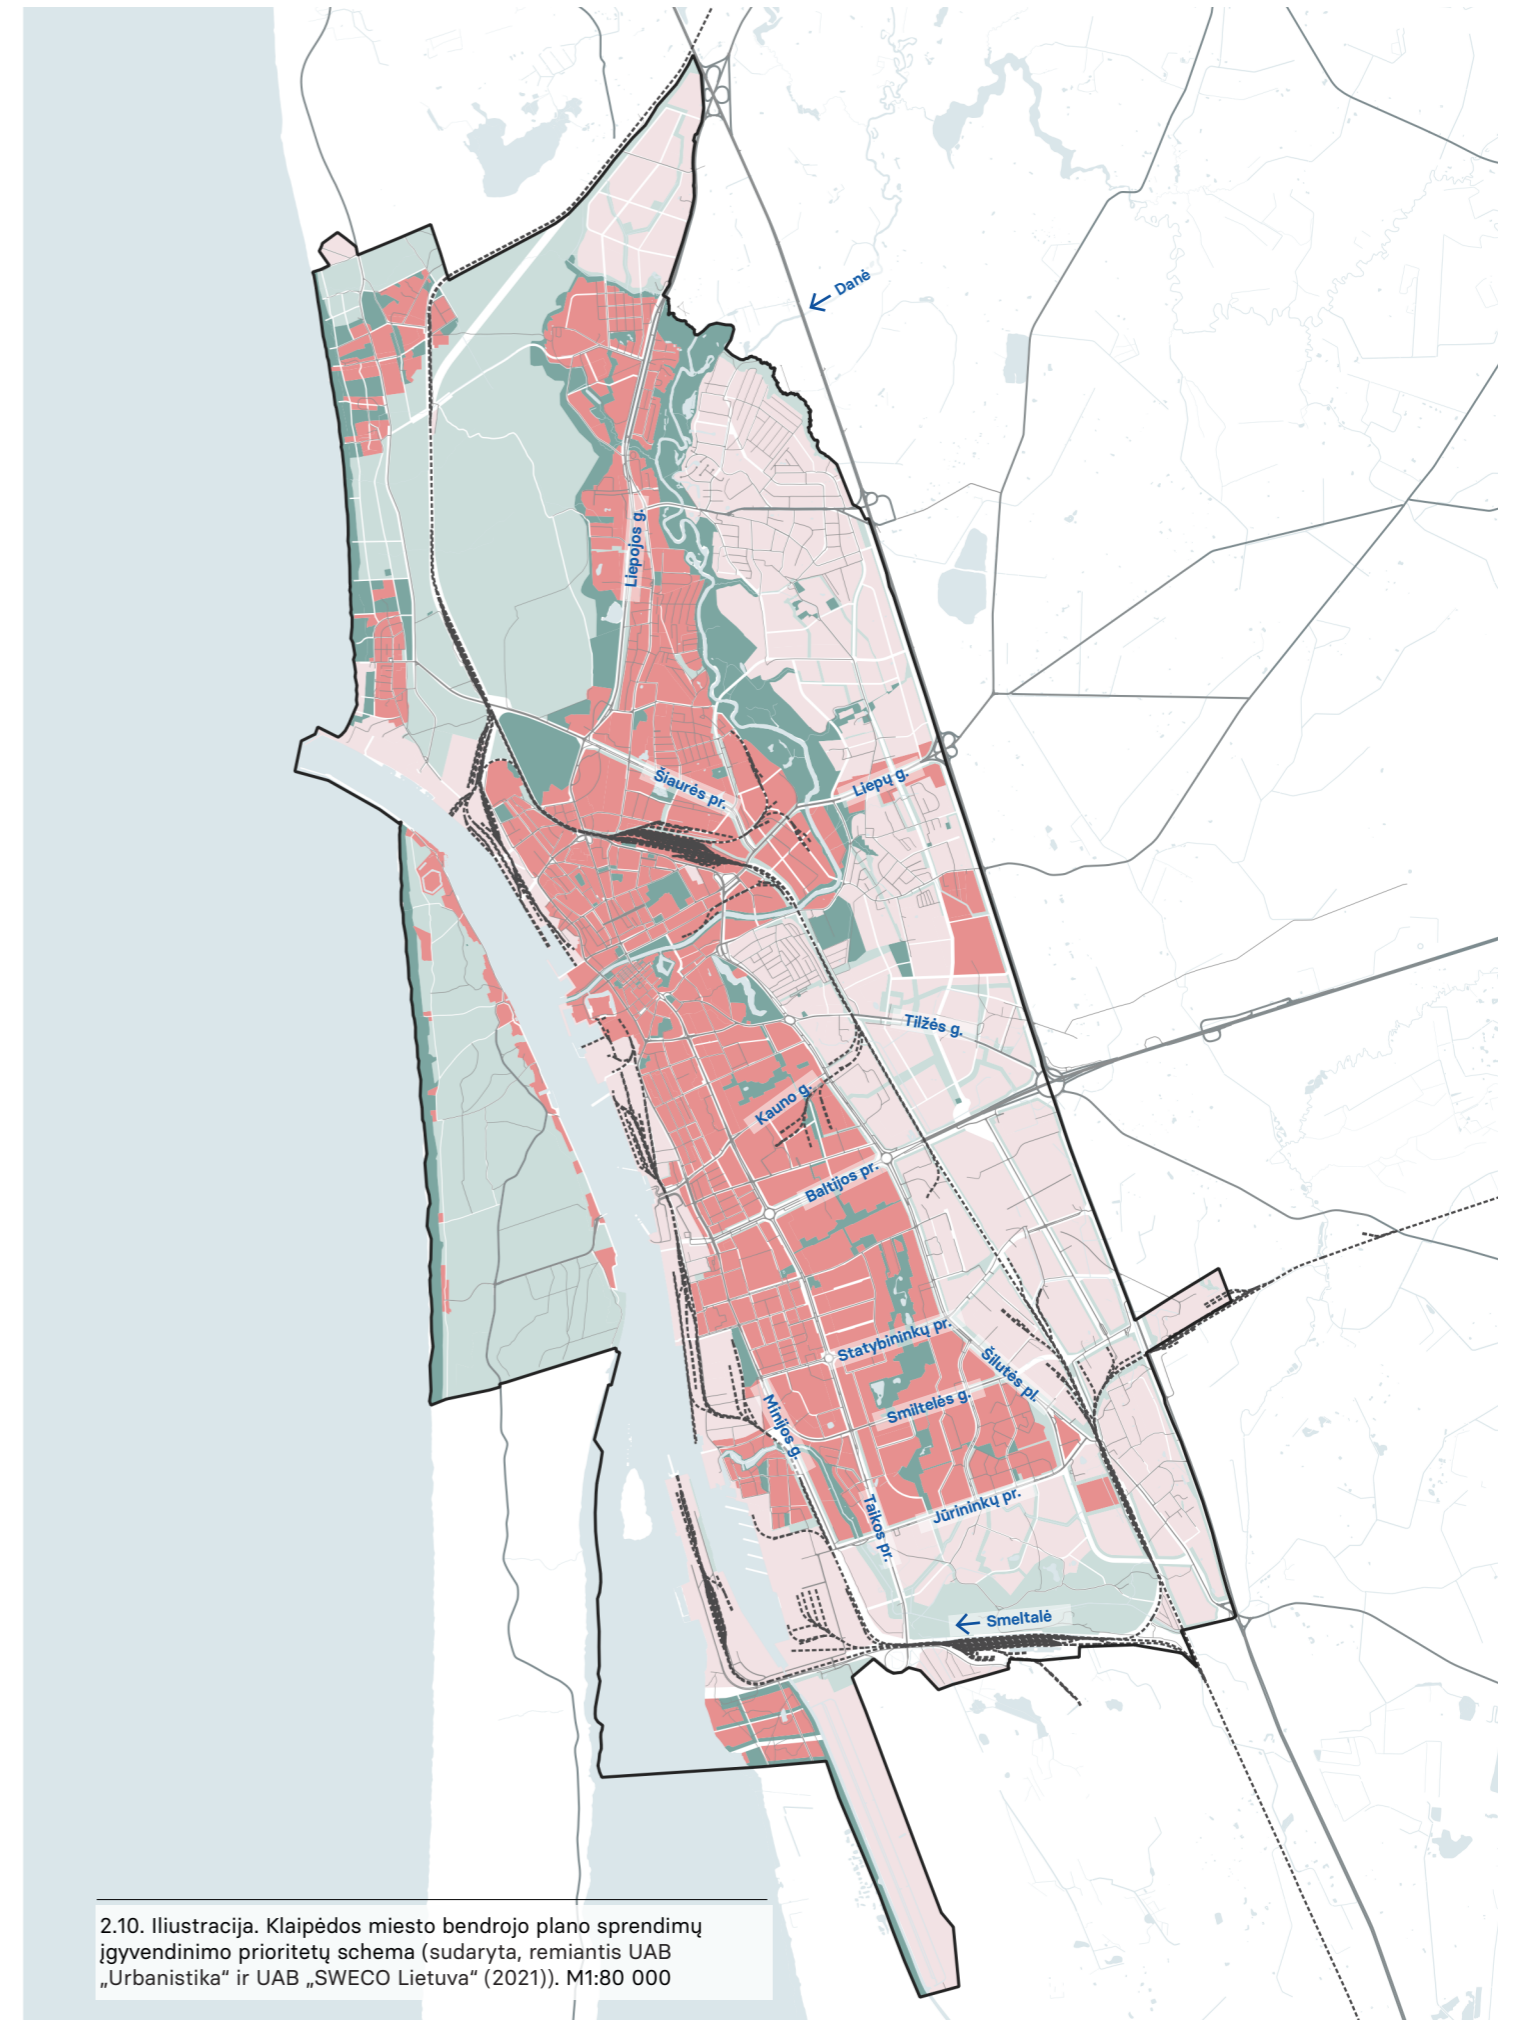 Danė
Liepojos g.
Šiaurės pr.
Liepų g.
Tilžės g.
Kauno g.
Baltijos pr.
Statybininkų pr.
Šilutės pl.
Smiltelės g.
Minijos g.
Jūrininkų pr.
Taikos pr.
Smeltalė
2.10. Iliustracija. Klaipėdos miesto bendrojo plano sprendimų
įgyvendinimo prioritetų schema (sudaryta, remiantis UAB
„Urbanistika“ ir UAB „SWECO Lietuva“ (2021)). M1:80 000